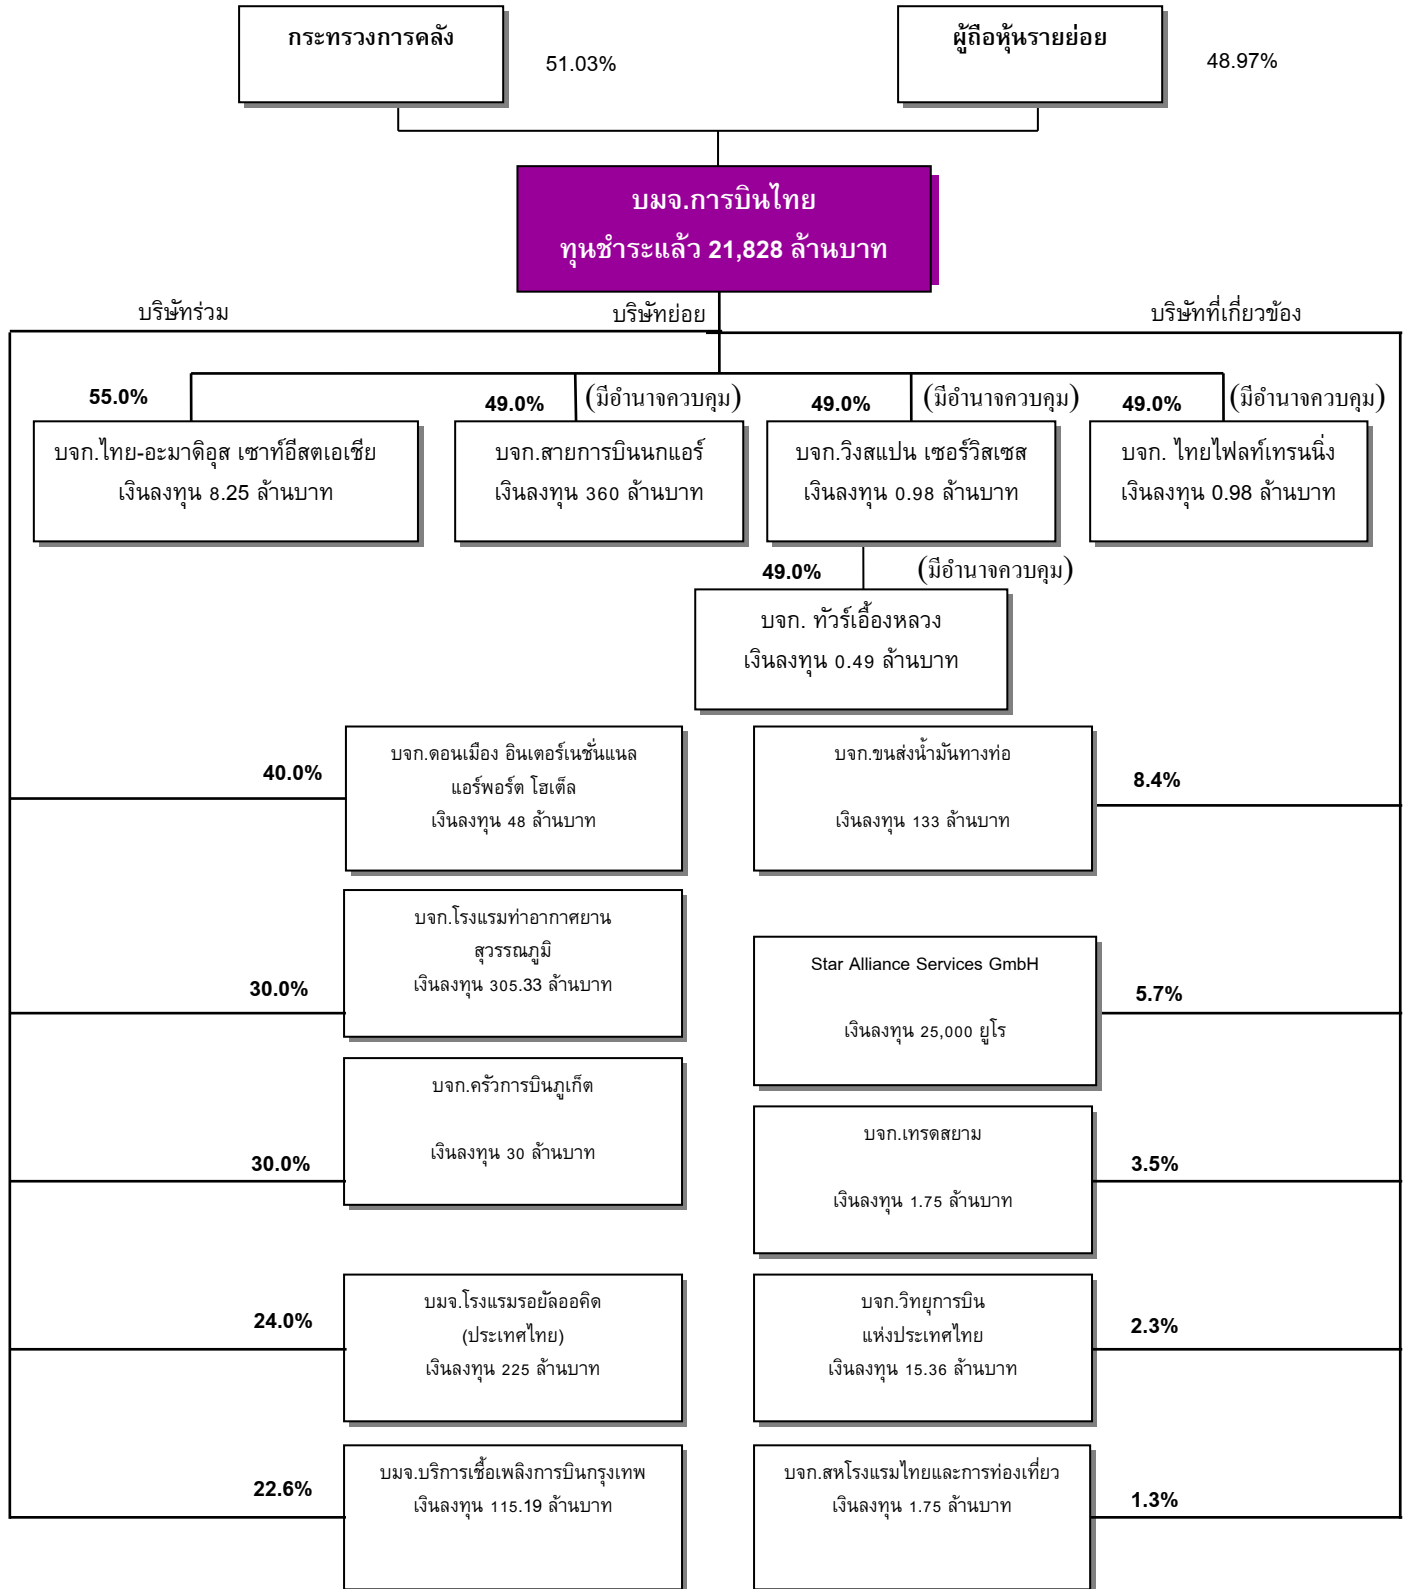 กระทรวงการคลัง
51.03%
ผู้ถือหุ้นรายย่อย
48.97%
บมจ.การบินไทย
ทุนชำระแล้ว 21,828 ล้านบาท
บริษัทร่วม
บริษัทย่อย
บริษัทที่เกี่ยวข้อง
55.0%
บจก.ไทย-อะมาดิอุส เซาท์อีสตเอเชีย
เงินลงทุน 8.25 ล้านบาท
49.0% (มีอำนาจควบคุม)
บจก.สายการบินนกแอร์
เงินลงทุน 360 ล้านบาท
49.0% (มีอำนาจควบคุม)
บจก.วิงสแปน เซอร์วิสเซส
เงินลงทุน 0.98 ล้านบาท
49.0% (มีอำนาจควบคุม)
บจก. ไทยไฟลท์เทรนนิ่ง
เงินลงทุน 0.98 ล้านบาท
49.0% (มีอำนาจควบคุม)
บจก. ทัวร์เอื้องหลวง
เงินลงทุน 0.49 ล้านบาท
40.0%
บจก.ดอนเมือง อินเตอร์เนชั่นแนล
แอร์พอร์ต โฮเต็ล
เงินลงทุน 48 ล้านบาท
บจก.ขนส่งน้ำมันทางท่อ
เงินลงทุน 133 ล้านบาท
8.4%
30.0%
บจก.โรงแรมท่าอากาศยาน
สุวรรณภูมิ
เงินลงทุน 305.33 ล้านบาท
Star Alliance Services GmbH
เงินลงทุน 25,000 ยูโร
5.7%
30.0%
บจก.ครัวการบินภูเก็ต
เงินลงทุน 30 ล้านบาท
บจก.เทรดสยาม
เงินลงทุน 1.75 ล้านบาท
3.5%
24.0%
บมจ.โรงแรมรอยัลออคิด
(ประเทศไทย)
เงินลงทุน 225 ล้านบาท
บจก.วิทยุการบิน
แห่งประเทศไทย
เงินลงทุน 15.36 ล้านบาท
2.3%
22.6%
บมจ.บริการเชื้อเพลิงการบินกรุงเทพ
เงินลงทุน 115.19 ล้านบาท
บจก.สหโรงแรมไทยและการท่องเที่ยว
เงินลงทุน 1.75 ล้านบาท
1.3%